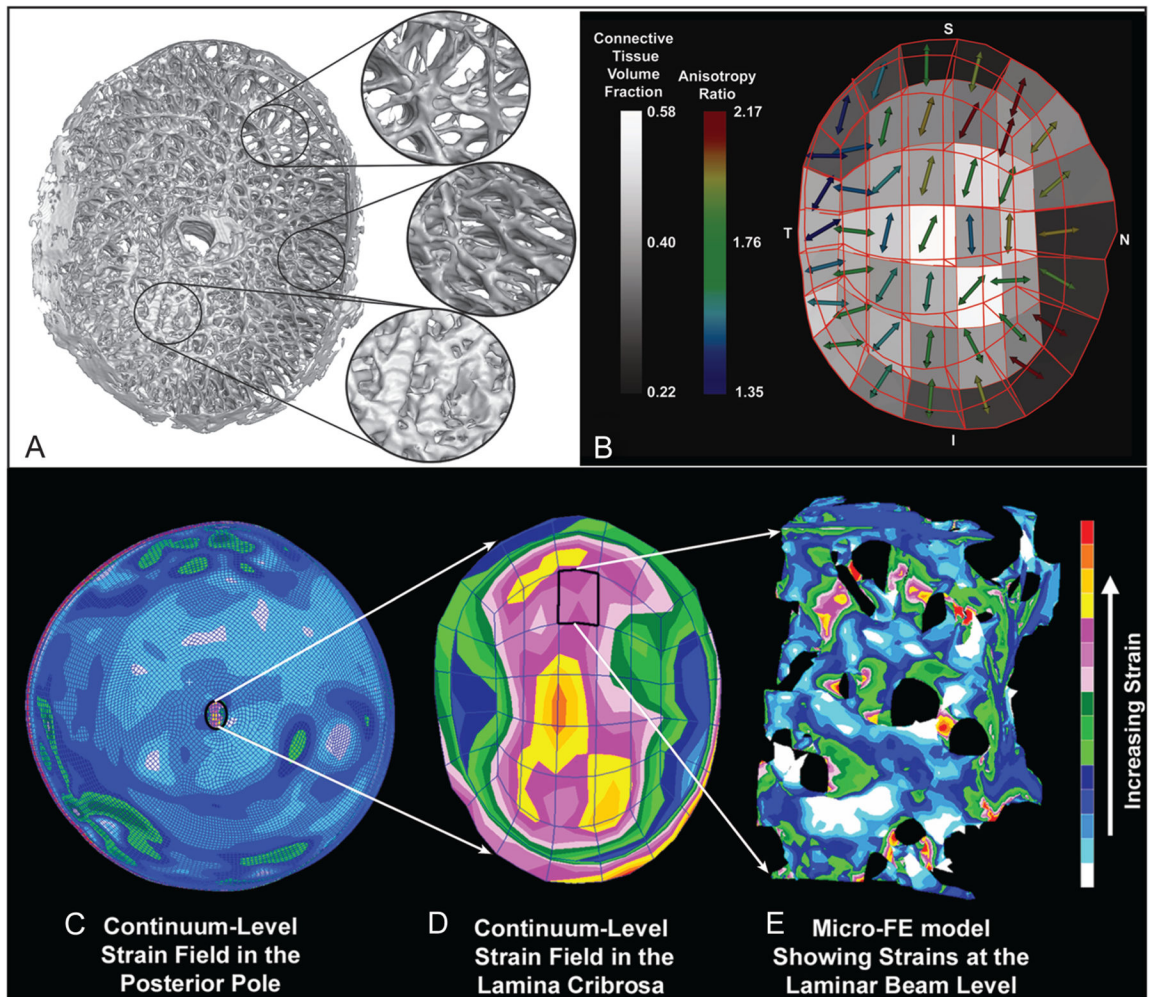 A
B
Connective
Tissue
Volume
Fraction
Anisotropy
Ratio
0.58
0.40
0.22
2.17
1.76
1.35
S
T
N
I
C
Continuum-Level
Strain Field in the
Posterior Pole
D
Continuum-Level
Strain Field in the
Lamina Cribrosa
E
Micro-FE model
Showing Strains at the
Laminar Beam Level
Increasing Strain